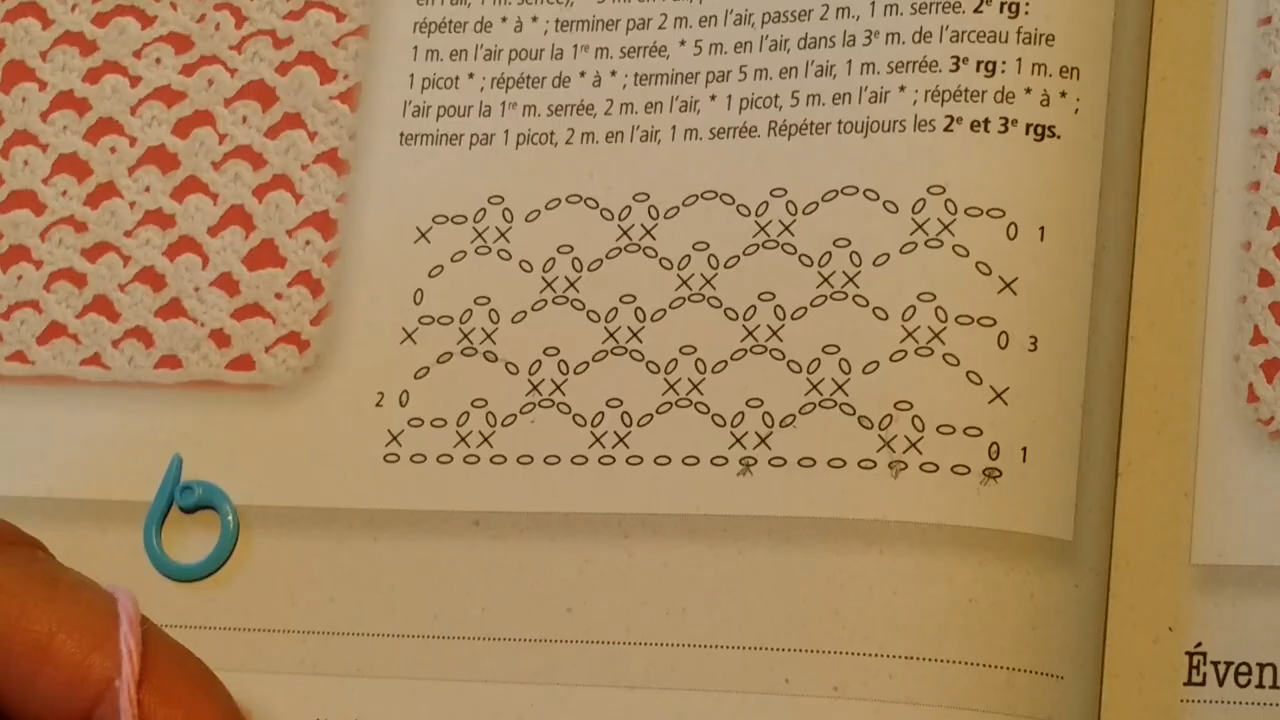 répéter de * à * ; terminer par 2 m. en l'air, passer 2 m., 1 m. serrée. 2e rg :
1 m. en l'air pour la 1re m. serrée, * 5 m. en l'air, dans la 3e m. de l'arceau faire
1 picot * ; répéter de * à * ; terminer par 5 m. en l'air, 1 m. serrée. 3e rg : 1 m. en
l'air pour la 1re m. serrée, 2 m. en l'air, * 1 picot, 5 m. en l'air * ; répéter de * à * ;
terminer par 1 picot, 2 m. en l'air, 1 m. serrée. Répéter toujours les 2e et 3e rgs.
1
3
2
1
Éven